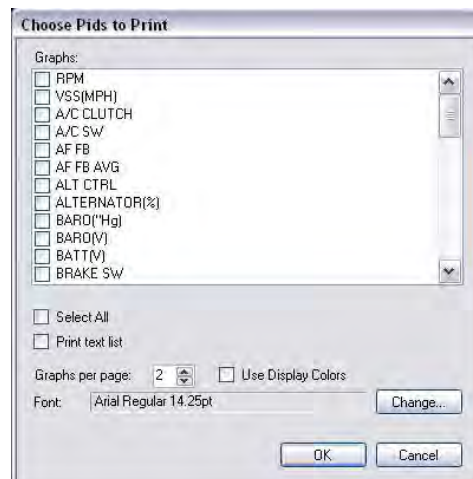 Choose Pids to Print
Graphs:
RPM
VSS(MPH)
A/C CLUTCH
A/C SW
AF FB
AF FB AVG
ALT CTRL
ALTERNATOR(%)
BARO("Hg)
BARO(V)
BATT(V)
BRAKE SW
Select All
Print text list
Graphs per page: 2 Use Display Colors
Font: Arial Regular 14.25pt Change...
OK Cancel